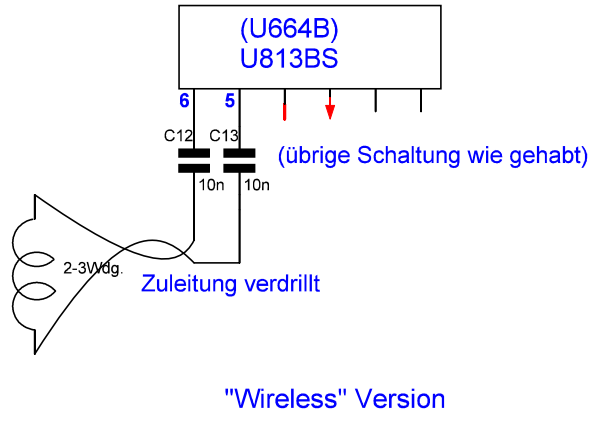 (U664B)
U813BS
6 5
C12 C13
(übrige Schaltung wie gehabt)
10n 10n
2-3Wdg.
Zuleitung verdrillt
"Wireless" Version